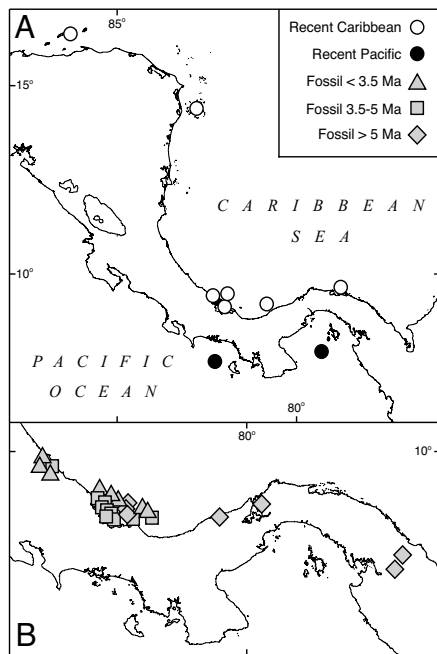 A
85°
Recent Caribbean
Recent Pacific
Fossil < 3.5 Ma
Fossil 3.5-5 Ma
Fossil > 5 Ma
15°
C A R I B B E A N
S E A
10°
P A C I F I C
O C E A N
80°
80°
10°
B